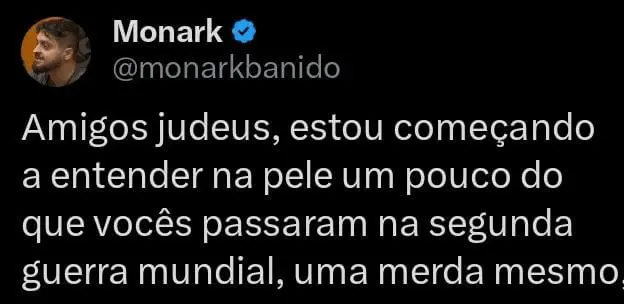 Monark
@monarkbanido
Amigos judeus, estou começando
a entender na pele um pouco do
que vocês passaram na segunda
guerra mundial, uma merda mesmo,